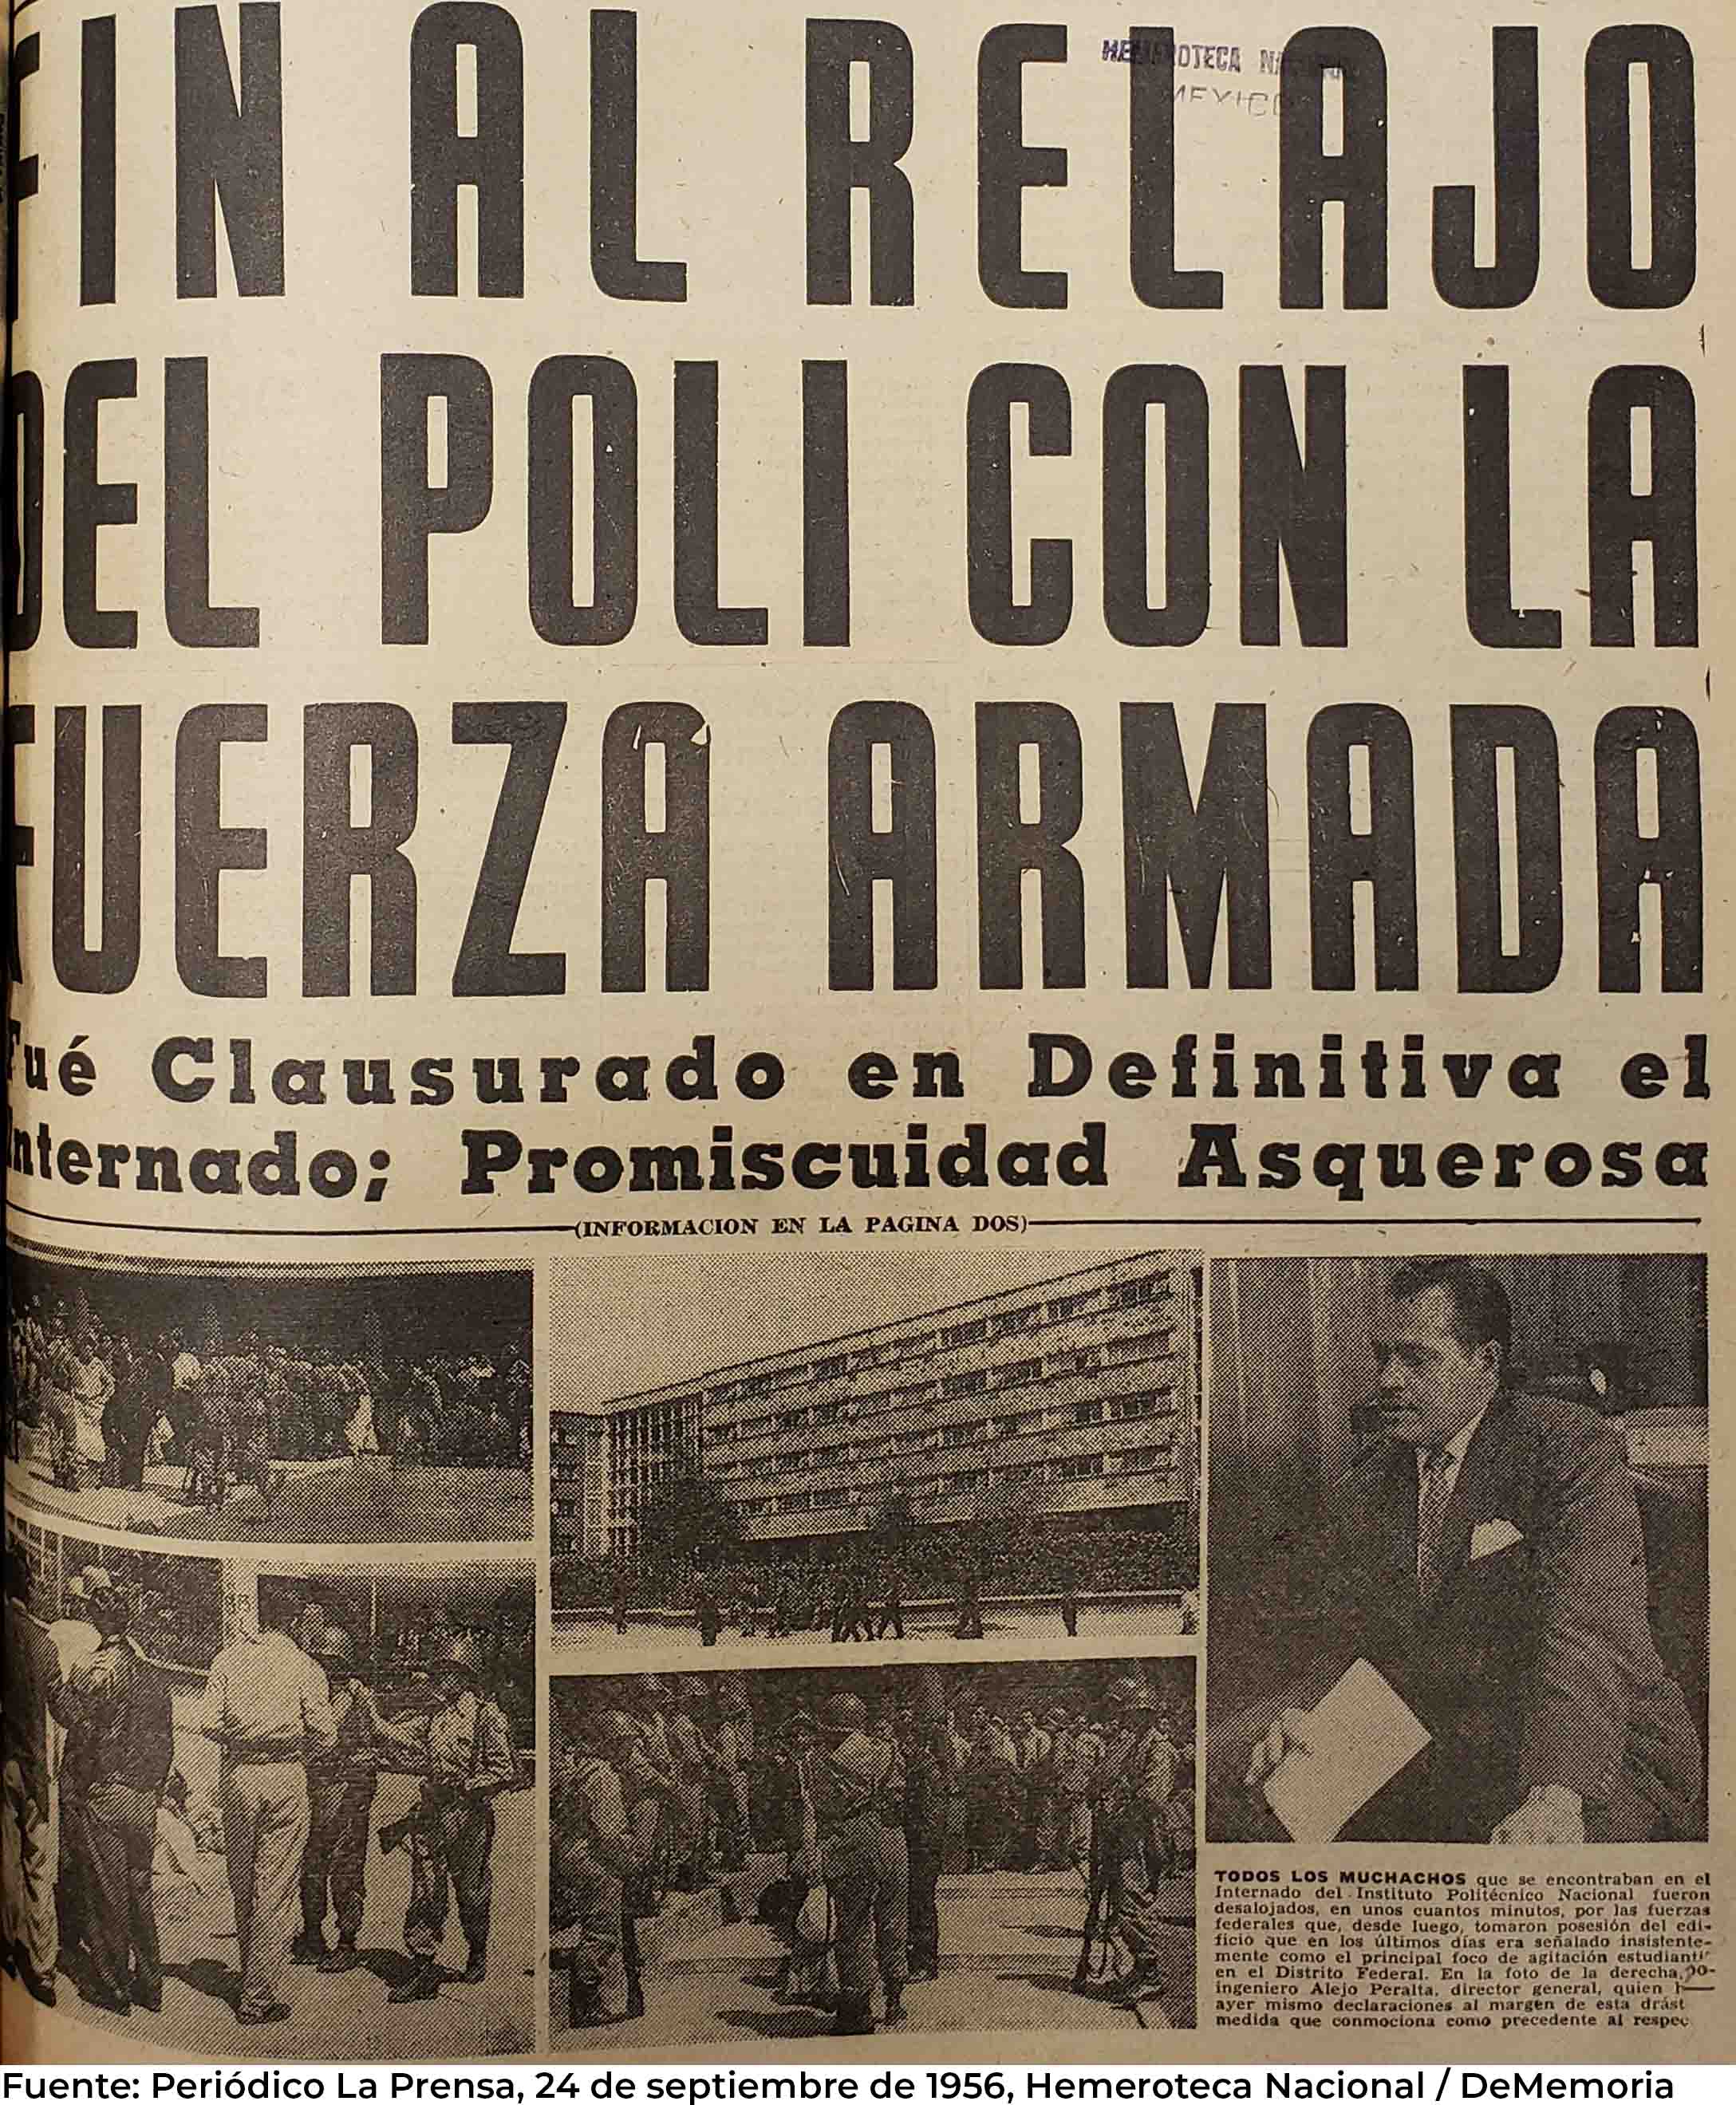 FIN AL RELAJO
HEMEROTECA
MEXICO
DEL POLI CON LA
FUERZA ARMADA
Fué Clausurado en Definitiva el
Internado; Promiscuidad Asquerosa
(INFORMACION EN LA PAGINA DOS)
TODOS LOS MUCHACHOS que se encontraban en el
Internado del Instituto Politécnico Nacional fueron
desalojados, en unos cuantos minutos, por las fuerzas
federales que, desde luego, tomaron posesión del edi-
ficio que en los últimos días era señalado insistente-
mente como el principal foco de agitación estudianti
en el Distrito Federal. En la foto de la derecha,
ingeniero Alejo Peralta, director general, quien
ayer mismo declaraciones al margen de esta drást
medida que conmociona como precedente al respec
Fuente: Periódico La Prensa, 24 de septiembre de 1956, Hemeroteca Nacional / DeMemoria